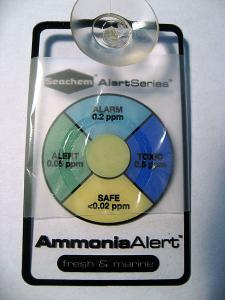 Seachem AlertSeries™
ALARM
0.2 ppm
ALERT
0.05 ppm
TOXIC
0.5 ppm
SAFE
<0.02 ppm
AmmoniaAlert™
fresh & marine